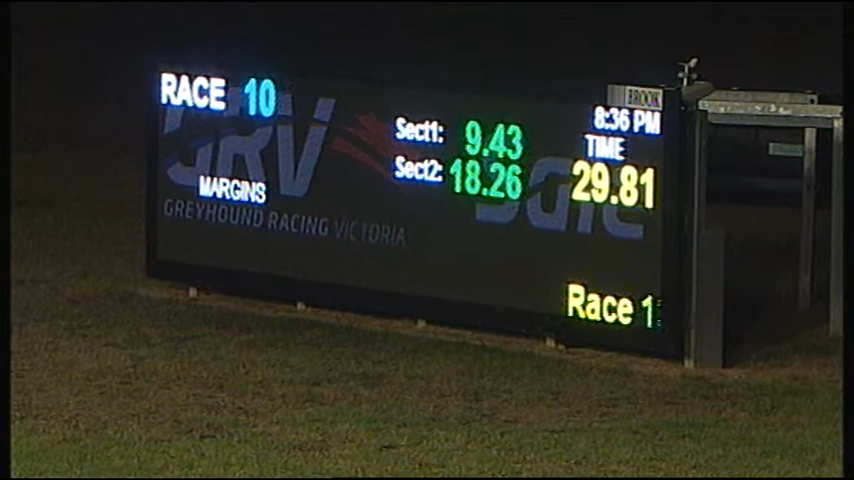 RACE 10
BROOK
8:36 PM
Sect1: 9.43
TIME
Sect2: 18.26
29.81
GRV
MARGINS
GREYHOUND RACING VICTORIA
Race 1